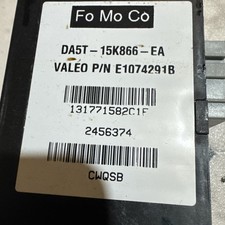 Fo Mo Co
DA5T-15K866-EA
VALEO P/N E1074291B
131771582C1F
2456374
CWQSB